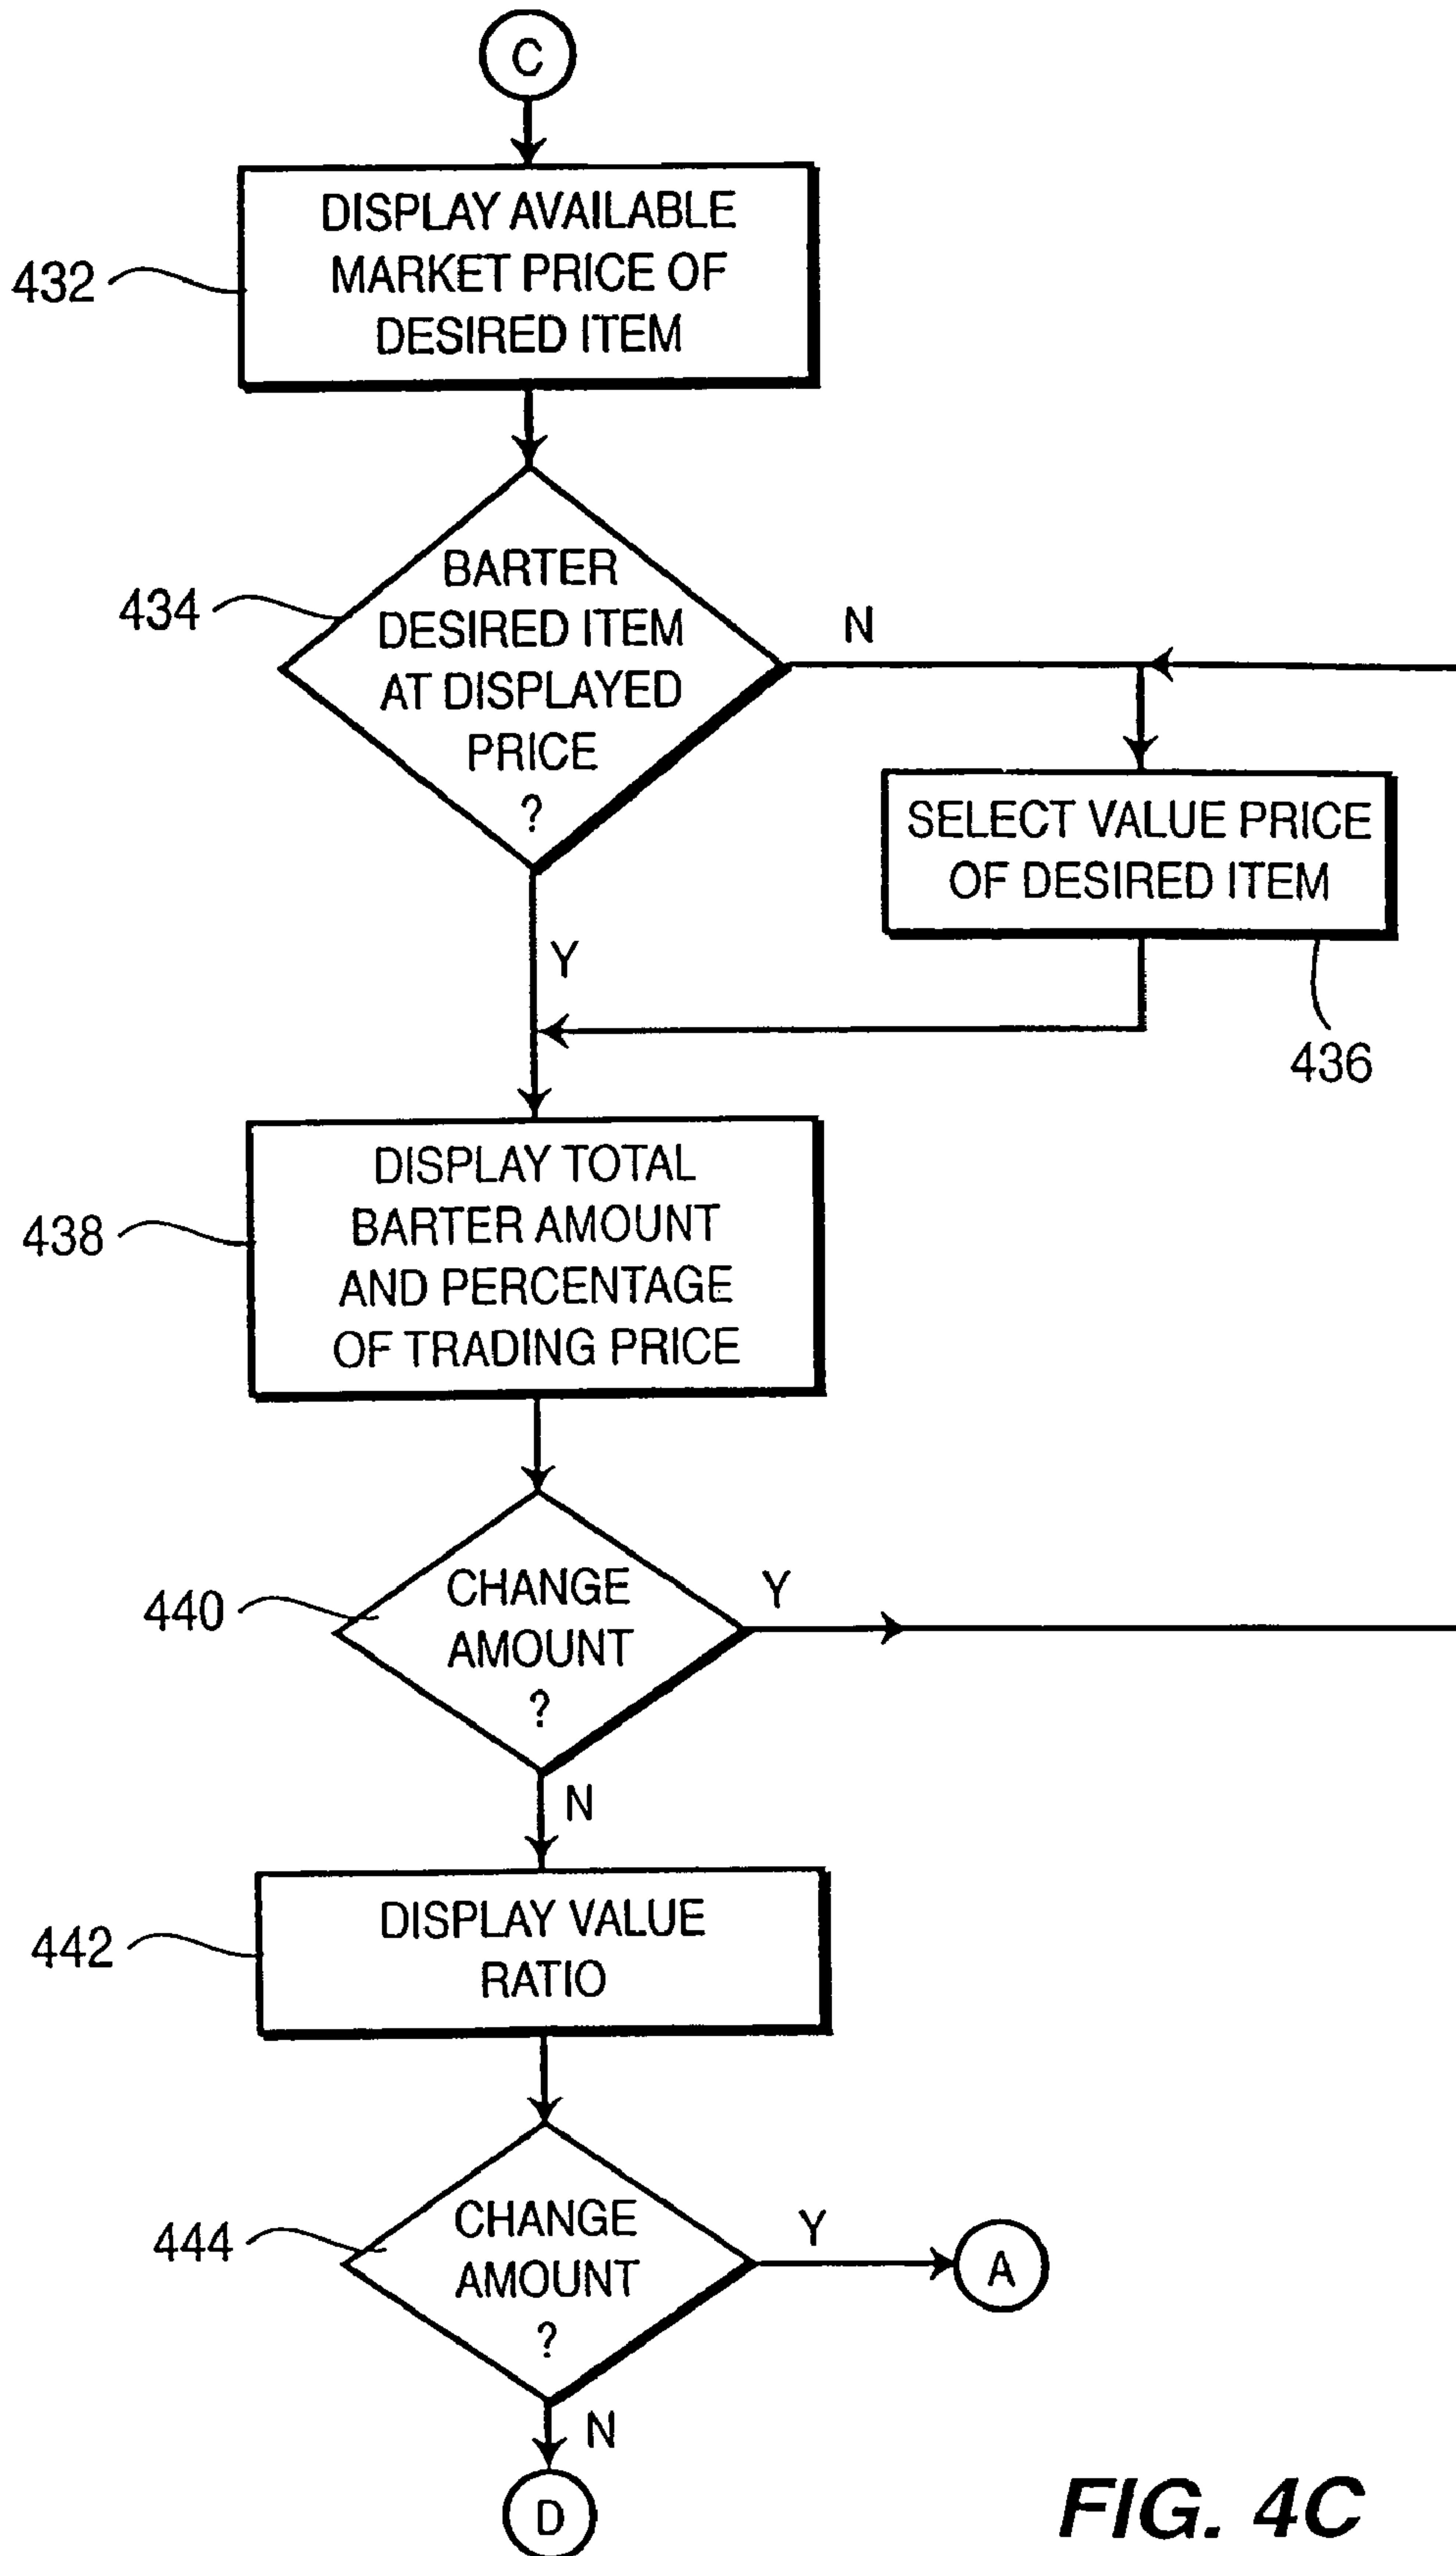 C
DISPLAY AVAILABLE
MARKET PRICE OF
DESIRED ITEM
432
BARTER
DESIRED ITEM
AT DISPLAYED
PRICE
?
434
N
SELECT VALUE PRICE
OF DESIRED ITEM
436
Y
DISPLAY TOTAL
BARTER AMOUNT
AND PERCENTAGE
OF TRADING PRICE
438
CHANGE
AMOUNT
?
440
Y
N
DISPLAY VALUE
RATIO
442
CHANGE
AMOUNT
?
444
Y
A
N
D
FIG. 4C